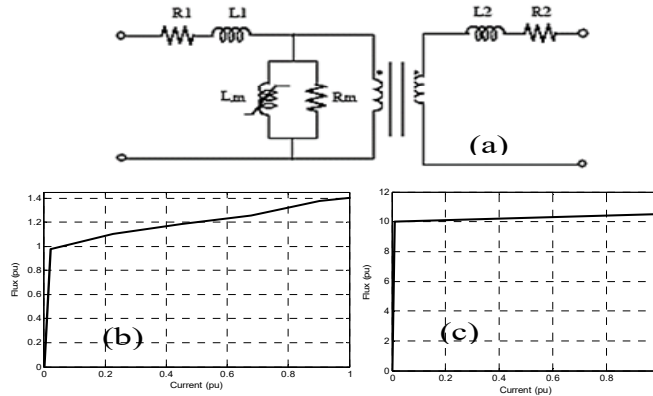 R1 L1 L2 R2
Lm Rm
(a)
1.4
1.2
1
0.8
0.6
0.4
0.2
0
0 0.2 0.4 0.6 0.8 1
Flux (pu)
Current (pu)
(b)
12
10
8
6
4
2
0
0 0.2 0.4 0.6 0.8
Flux (pu)
Current (pu)
(c)